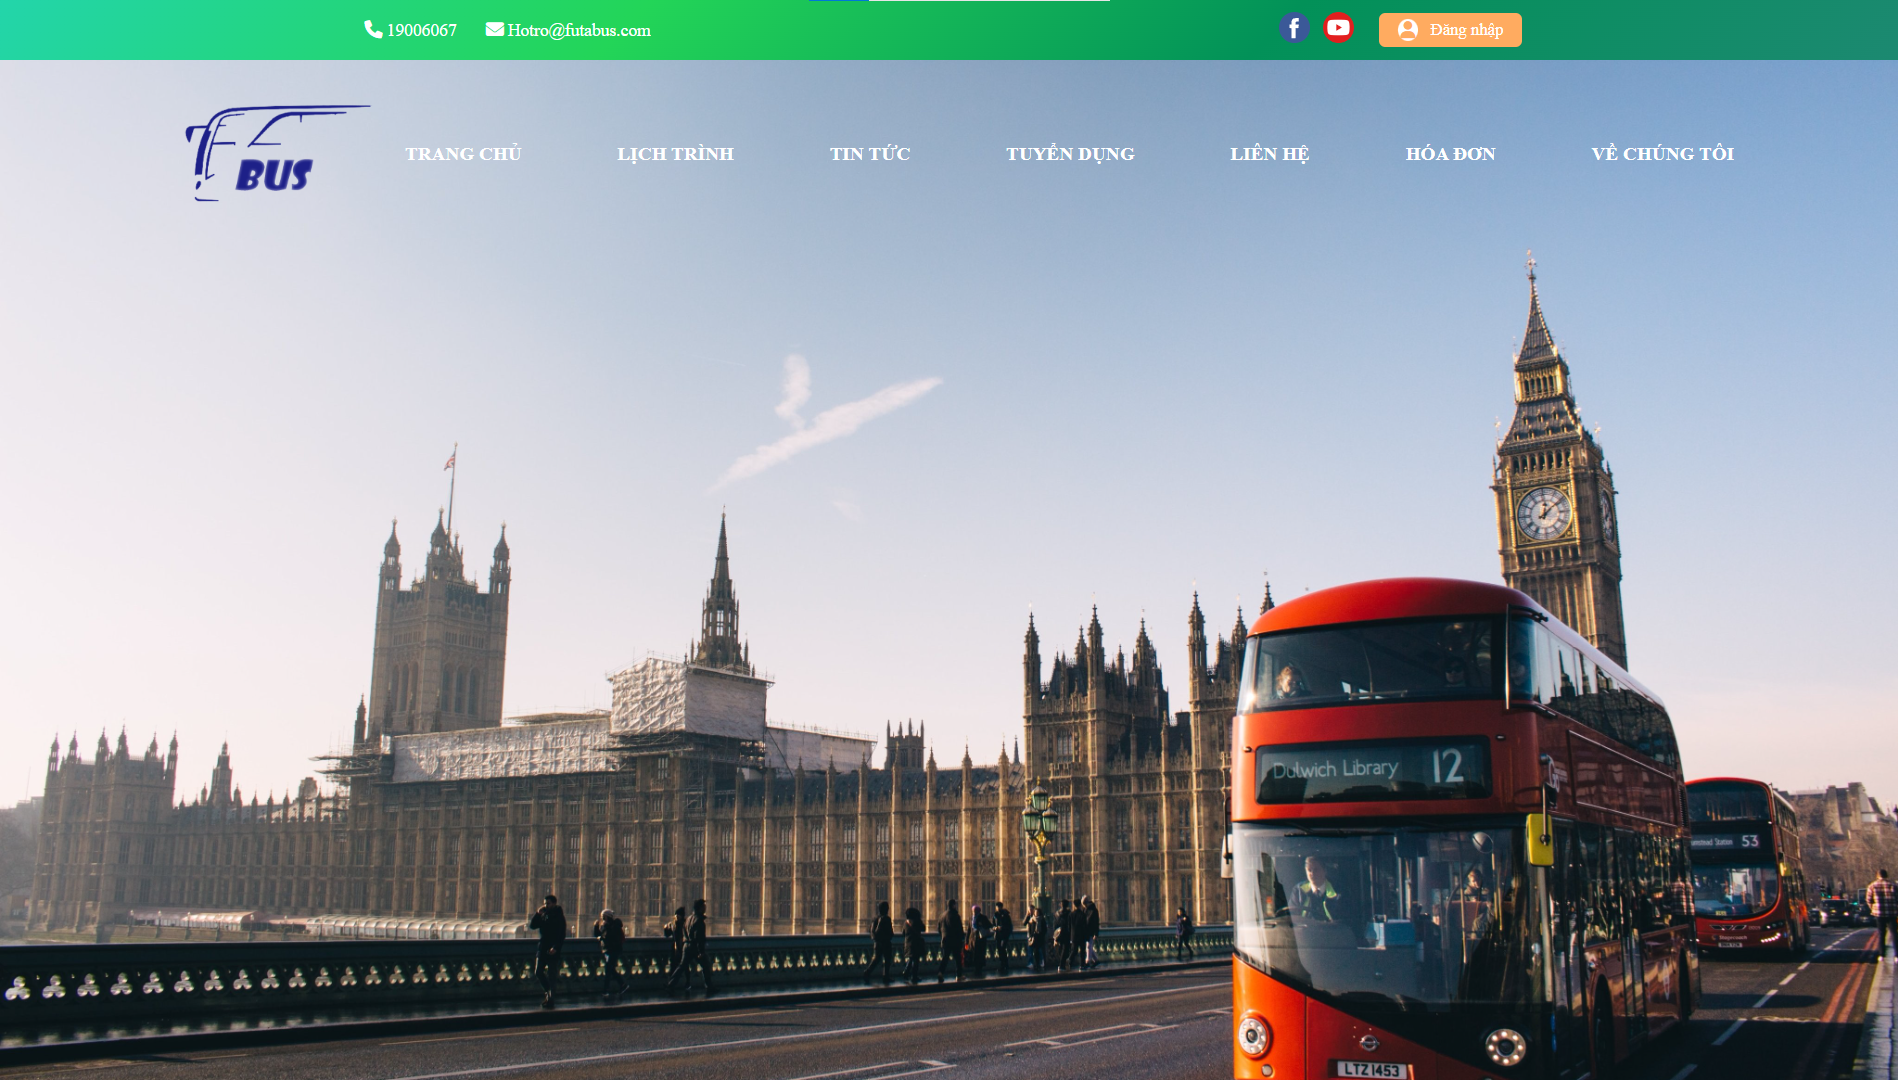 19006067 Hotro@futabus.com Đăng nhập
BUS
TRANG CHỦ LỊCH TRÌNH TIN TỨC TUYỂN DỤNG LIÊN HỆ HÓA ĐƠN VỀ CHÚNG TÔI
Dulwich Library 12
Station 53
LTZ 1453